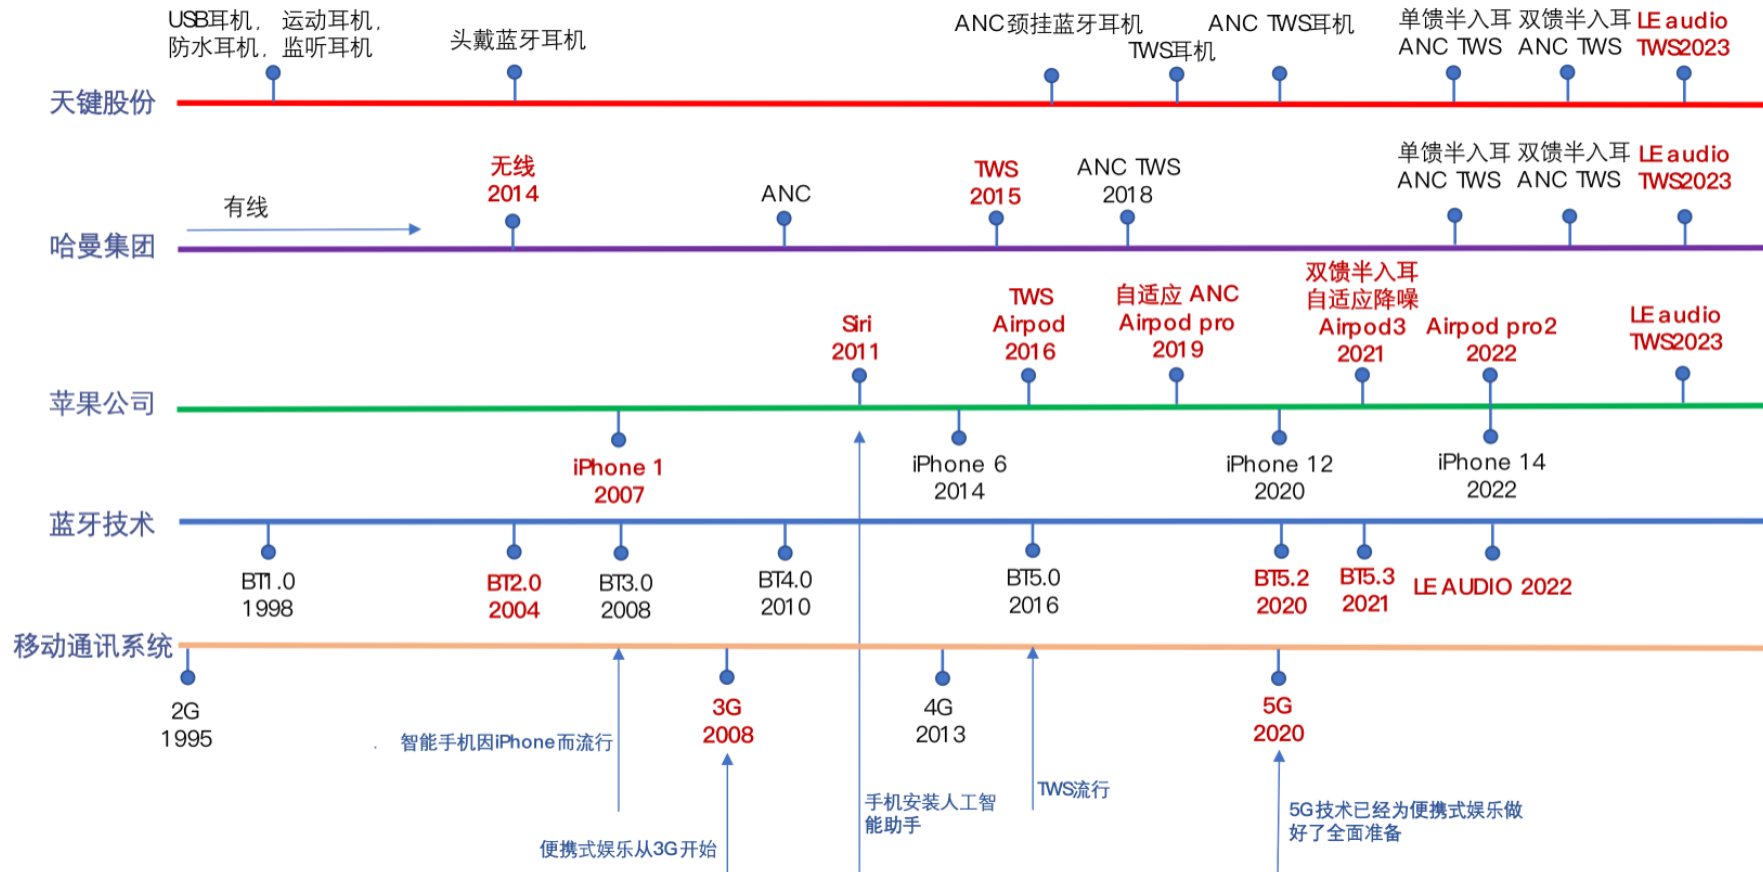 USB耳机， 运动耳机，
防水耳机， 监听耳机
头戴蓝牙耳机
ANC颈挂蓝牙耳机
TWS耳机
ANC TWS耳机
单馈半入耳
ANC TWS
双馈半入耳
ANC TWS
LE audio
TWS2023
天键股份
有线
无线
2014
ANC
TWS
2015
ANC TWS
2018
单馈半入耳
ANC TWS
双馈半入耳
ANC TWS
LE audio
TWS2023
哈曼集团
Siri
2011
TWS
Airpod
2016
自适应 ANC
Airpod pro
2019
双馈半入耳
自适应降噪
Airpod3
2021
Airpod pro2
2022
LE audio
TWS2023
苹果公司
iPhone 1
2007
iPhone 6
2014
iPhone 12
2020
iPhone 14
2022
蓝牙技术
BT1.0
1998
BT2.0
2004
BT3.0
2008
BT4.0
2010
BT5.0
2016
BT5.2
2020
BT5.3
2021
LE AUDIO 2022
移动通讯系统
2G
1995
3G
2008
4G
2013
5G
2020
智能手机因iPhone而流行
便携式娱乐从3G开始
手机安装人工智
能助手
TWS流行
5G技术已经为便携式娱乐做
好了全面准备